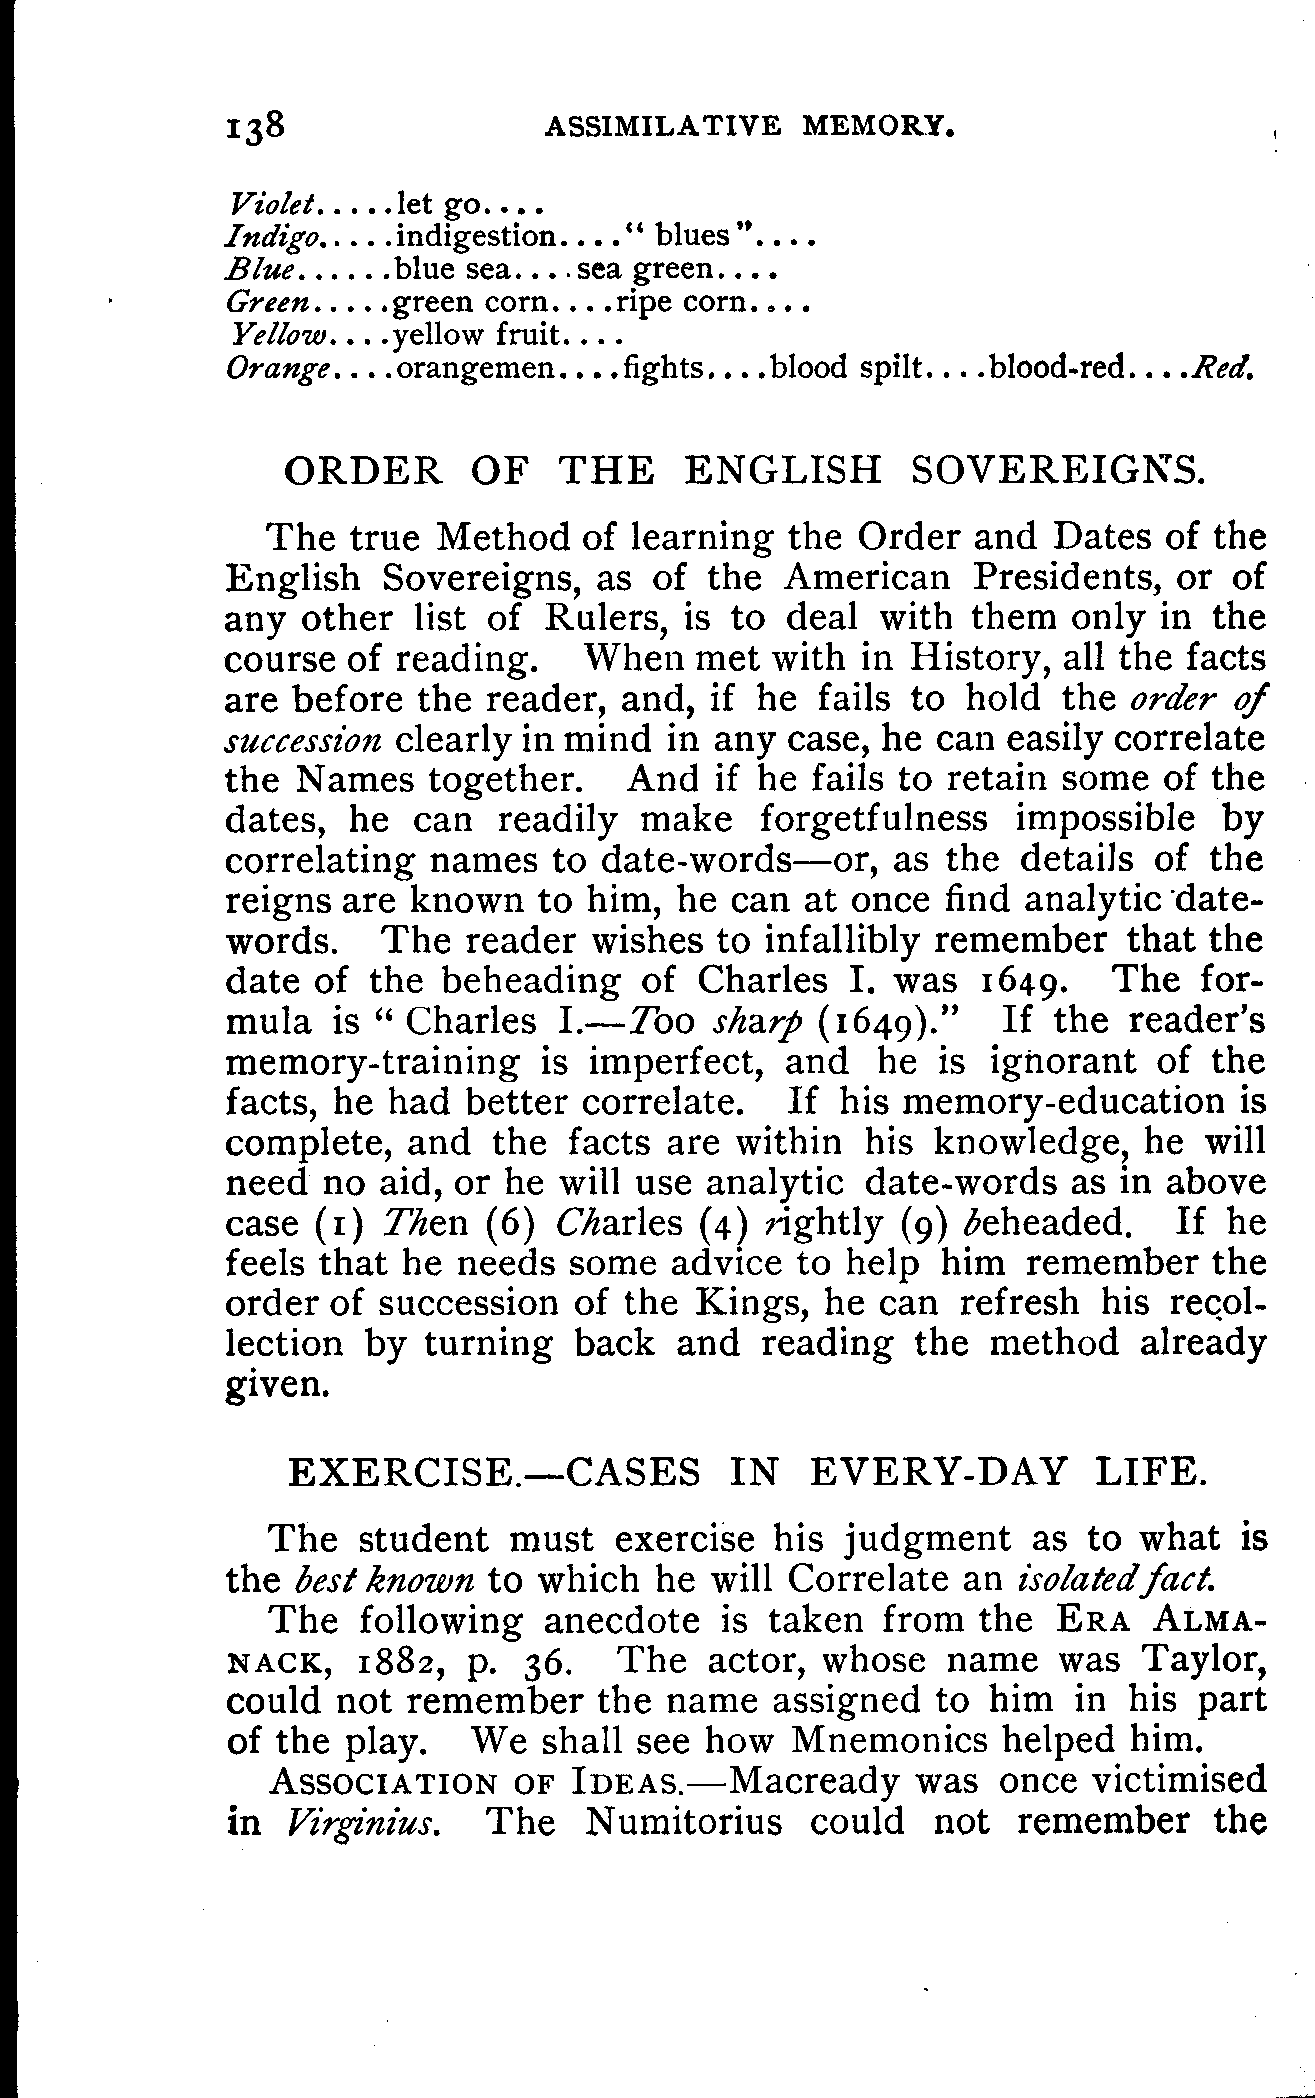 138 ASSIMILATIVE MEMORY.
Violet.....let go....
Indigo.....indigestion...." blues"....
Blue......blue sea....sea green....
Green.....green corn....ripe corn....
Yellow....yellow fruit....
Orange....orangemen....fights....blood spilt....blood-red....Red.
ORDER OF THE ENGLISH SOVEREIGNS.
The true Method of learning the Order and Dates of the
English Sovereigns, as of the American Presidents, or of
any other list of Rulers, is to deal with them only in the
course of reading. When met with in History, all the facts
are before the reader, and, if he fails to hold the order of
succession clearly in mind in any case, he can easily correlate
the Names together. And if he fails to retain some of the
dates, he can readily make forgetfulness impossible by
correlating names to date-words—or, as the details of the
reigns are known to him, he can at once find analytic date-
words. The reader wishes to infallibly remember that the
date of the beheading of Charles I. was 1649. The for-
mula is " Charles I.—Too sharp (1649)." If the reader's
memory-training is imperfect, and he is ignorant of the
facts, he had better correlate. If his memory-education is
complete, and the facts are within his knowledge, he will
need no aid, or he will use analytic date-words as in above
case (1) Then (6) Charles (4) rightly (9) beheaded. If he
feels that he needs some advice to help him remember the
order of succession of the Kings, he can refresh his recol-
lection by turning back and reading the method already
given.
EXERCISE.—CASES IN EVERY-DAY LIFE.
The student must exercise his judgment as to what is
the best known to which he will Correlate an isolated fact.
The following anecdote is taken from the ERA ALMA-
NACK, 1882, p. 36. The actor, whose name was Taylor,
could not remember the name assigned to him in his part
of the play. We shall see how Mnemonics helped him.
ASSOCIATION OF IDEAS.—Macready was once victimised
in Virginius. The Numitorius could not remember the